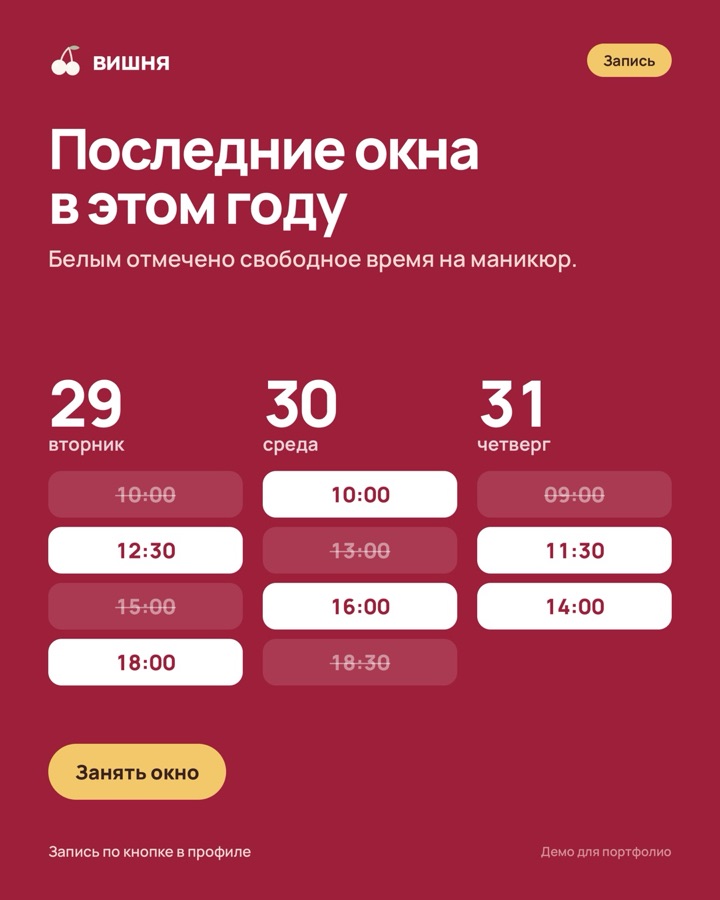 вишня
Запись
Последние окна
в этом году
Белым отмечено свободное время на маникюр.
29
вторник
10:00
12:30
15:00
18:00
30
среда
10:00
13:00
16:00
18:30
31
четверг
09:00
11:30
14:00
Занять окно
Запись по кнопке в профиле
Демо для портфолио